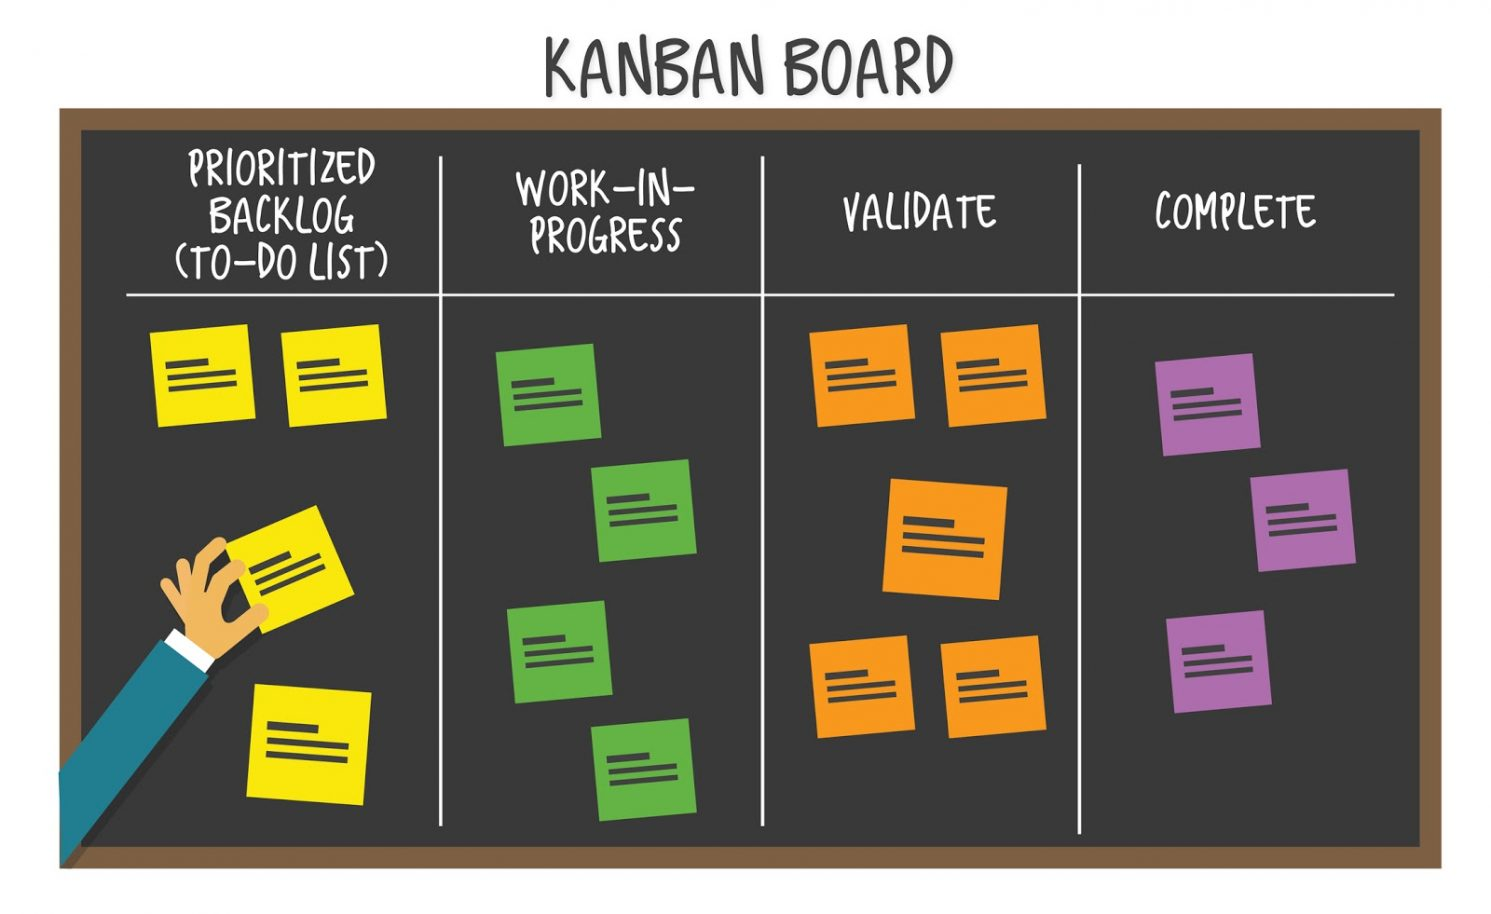 KANBAN BOARD
PRIORITIZED
BACKLOG
(TO-DO LIST)
WORK-IN-
PROGRESS
VALIDATE
COMPLETE